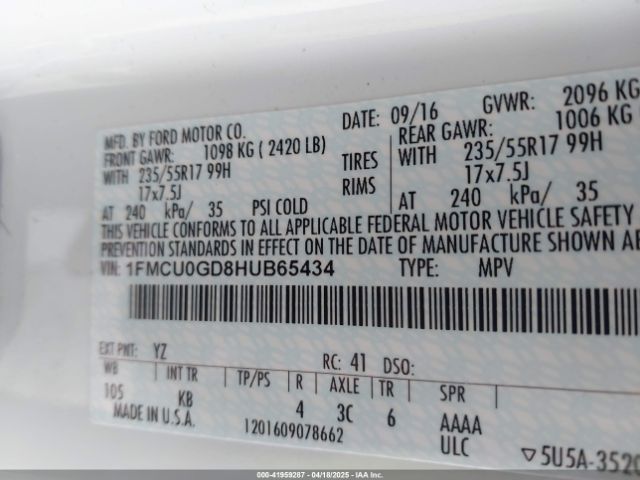 MFD. BY FORD MOTOR CO.
DATE: 09/16 GVWR: 2096 KG
FRONT GAWR: 1098 KG ( 2420 LB)
REAR GAWR: 1006 KG
WITH 235/55R17 99H TIRES WITH 235/55R17 99H
17x7.5J RIMS 17x7.5J
AT 240 kPa/ 35 PSI COLD AT 240 kPa/ 35
THIS VEHICLE CONFORMS TO ALL APPLICABLE FEDERAL MOTOR VEHICLE SAFETY
PREVENTION STANDARDS IN EFFECT ON THE DATE OF MANUFACTURE SHOWN
VIN: 1FMCU0GD8HUB65434 TYPE: MPV
EXT PNT: YZ RC: 41 DSO:
WB INT TR TP/PS R AXLE TR SPR
105 KB 4 3C 6 AAAA
MADE IN U.S.A. 1201609078662 ULC ▽5U5A-3520
000-41959287 - 04/18/2025 - IAAI.COM